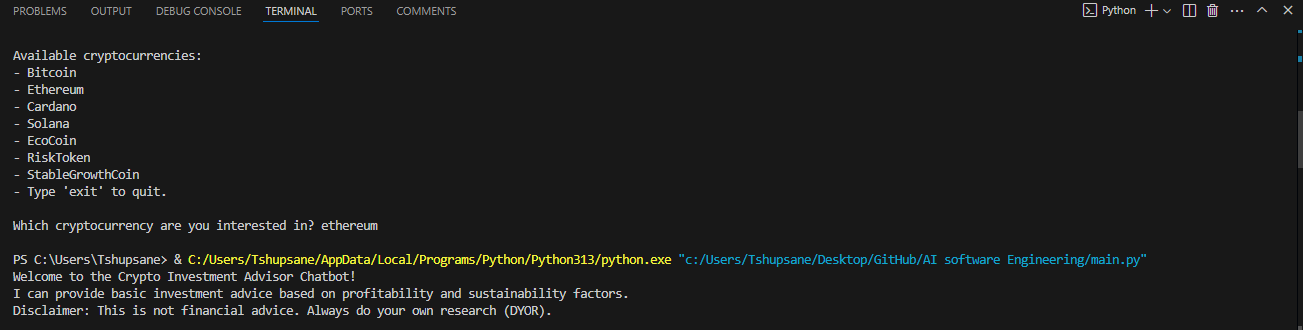 PROBLEMS OUTPUT DEBUG CONSOLE TERMINAL PORTS COMMENTS Python
Available cryptocurrencies:
- Bitcoin
- Ethereum
- Cardano
- Solana
- EcoCoin
- RiskToken
- StableGrowthCoin
- Type 'exit' to quit.
Which cryptocurrency are you interested in? ethereum
PS C:\Users\Tshupsane> & C:/Users/Tshupsane/AppData/Local/Programs/Python/Python313/python.exe "c:/Users/Tshupsane/Desktop/GitHub/AI software Engineering/main.py"
Welcome to the Crypto Investment Advisor Chatbot!
I can provide basic investment advice based on profitability and sustainability factors.
Disclaimer: This is not financial advice. Always do your own research (DYOR).